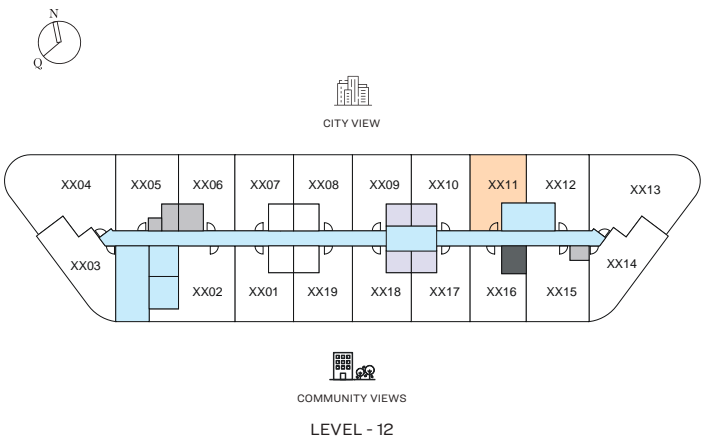 N
Q
CITY VIEW
XX04 XX05 XX06 XX07 XX08 XX09 XX10 XX11 XX12 XX13
XX03 XX14
XX02 XX01 XX19 XX18 XX17 XX16 XX15
COMMUNITY VIEWS
LEVEL - 12